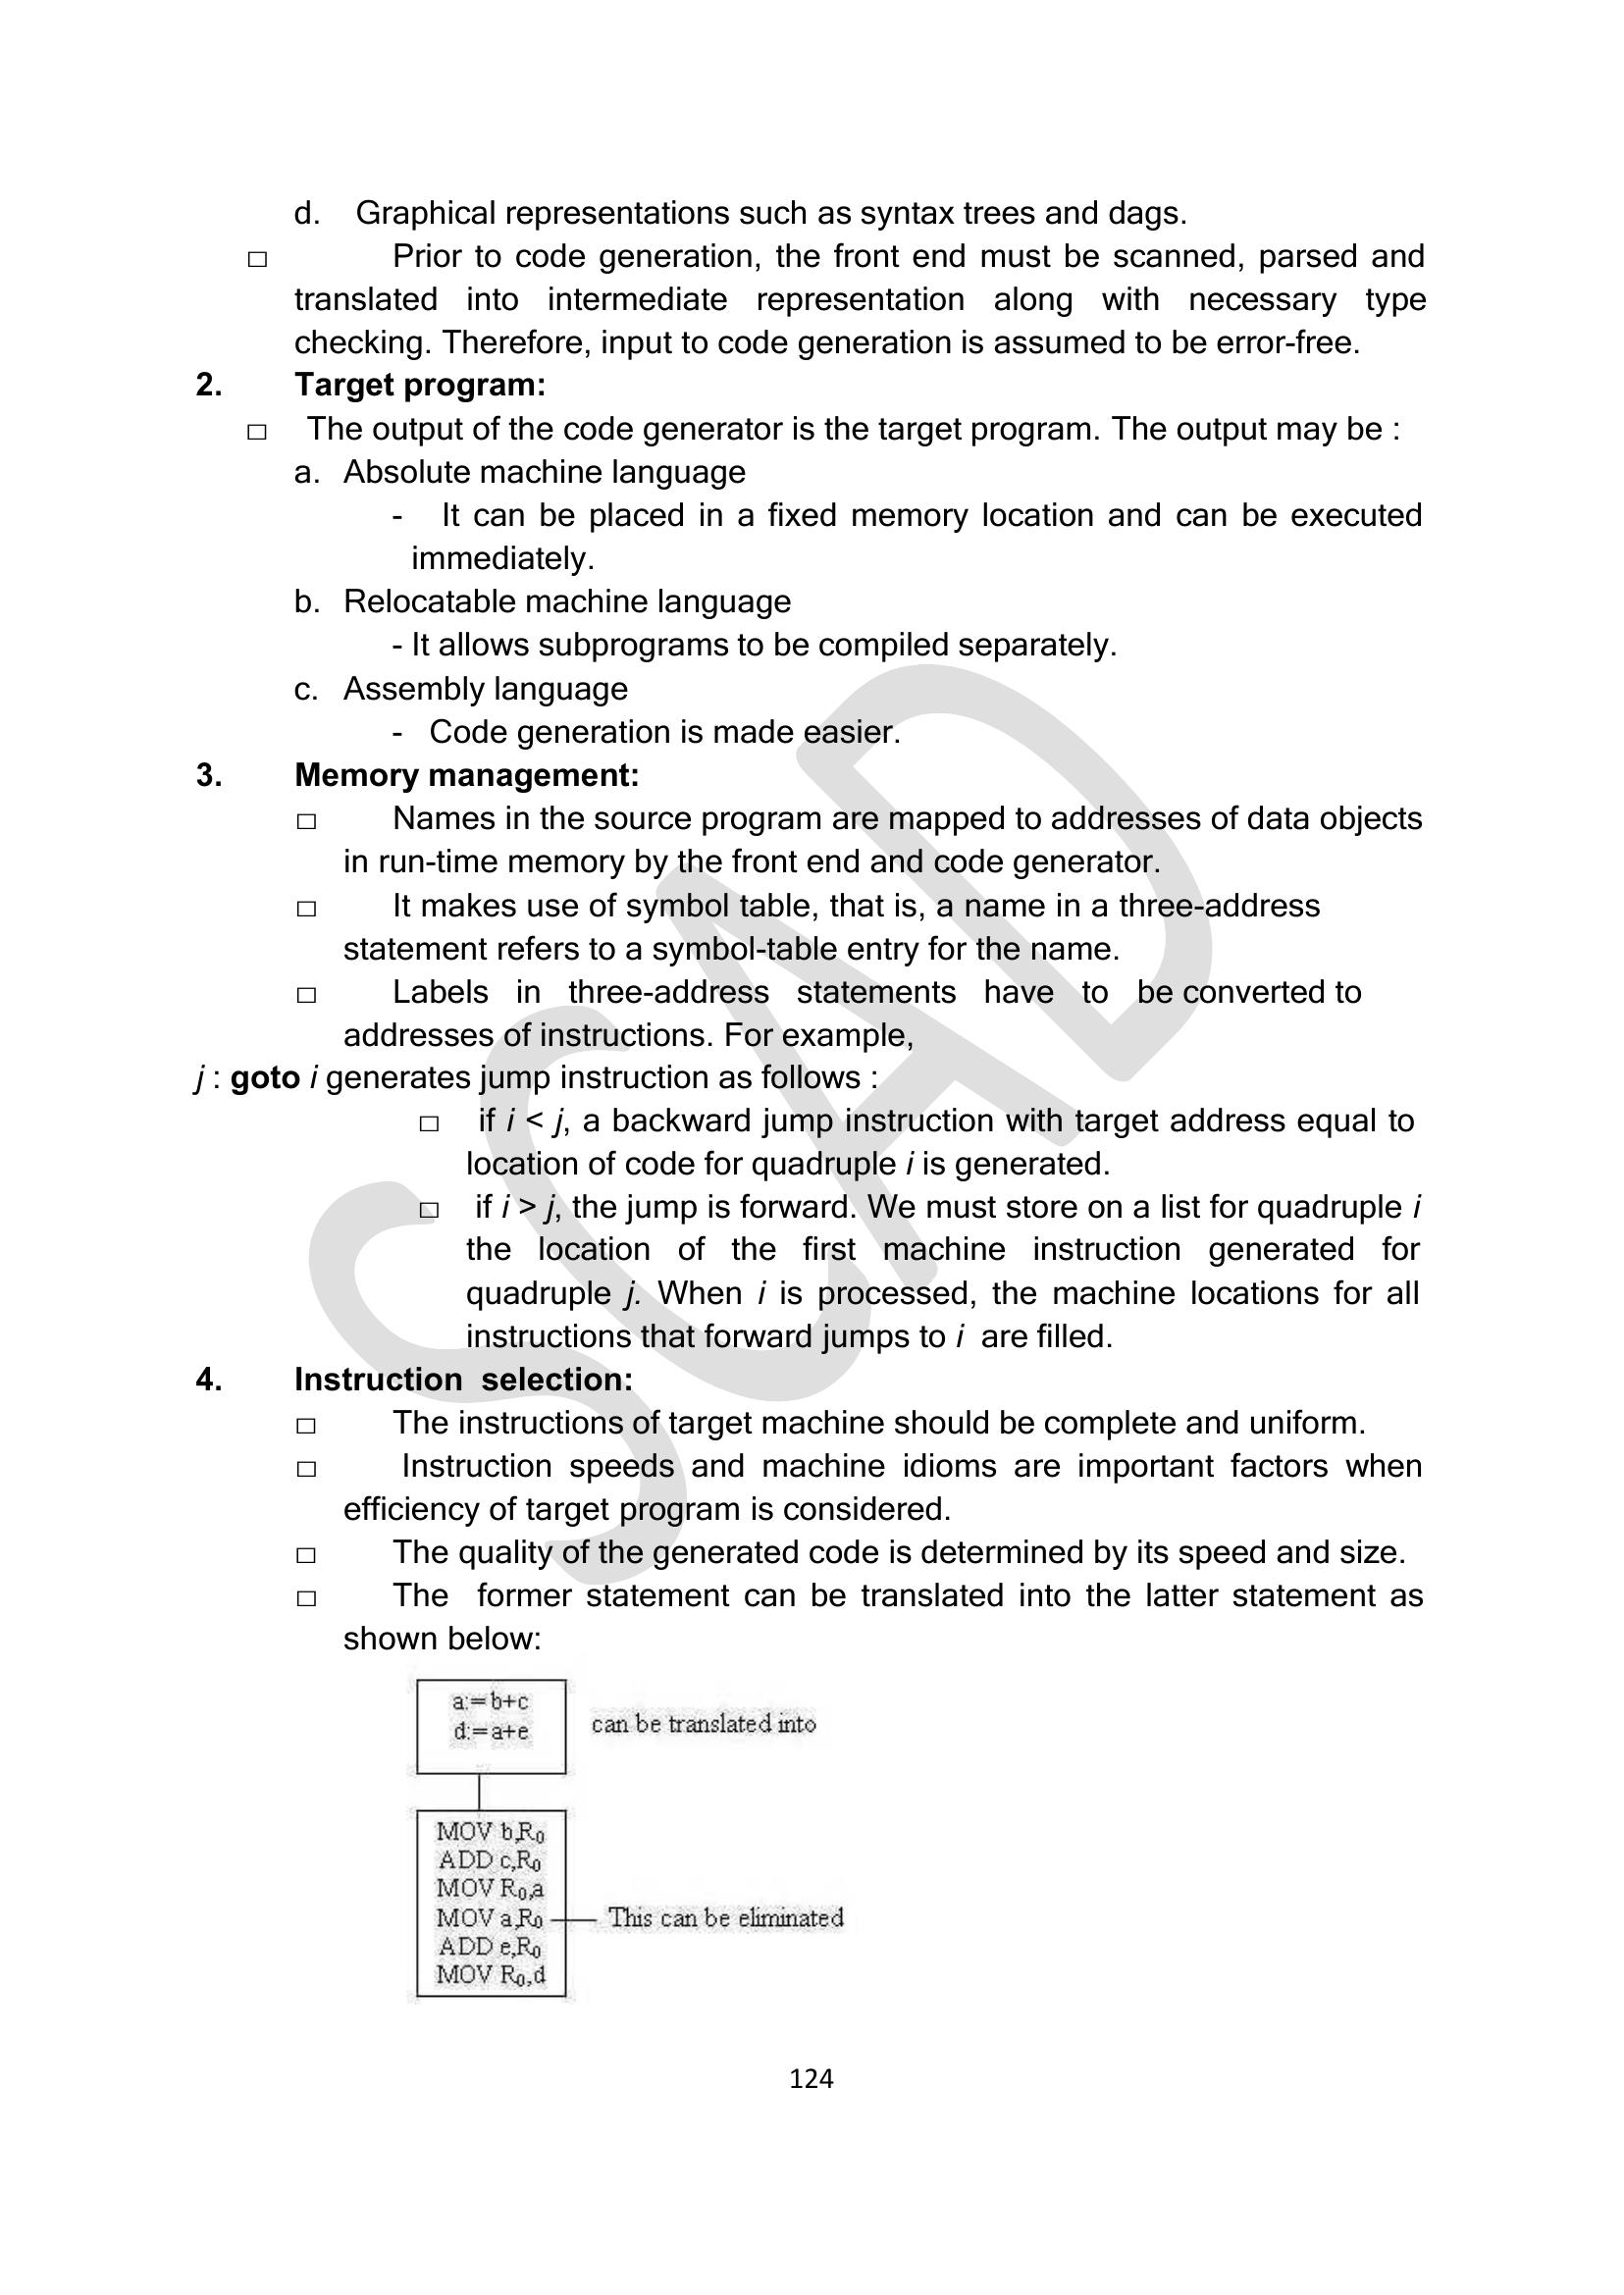 d. Graphical representations such as syntax trees and dags.
□ Prior to code generation, the front end must be scanned, parsed and
translated into intermediate representation along with necessary type
checking. Therefore, input to code generation is assumed to be error-free.
2. Target program:
□ The output of the code generator is the target program. The output may be :
a. Absolute machine language
- It can be placed in a fixed memory location and can be executed
immediately.
b. Relocatable machine language
- It allows subprograms to be compiled separately.
c. Assembly language
- Code generation is made easier.
3. Memory management:
□ Names in the source program are mapped to addresses of data objects
in run-time memory by the front end and code generator.
□ It makes use of symbol table, that is, a name in a three-address
statement refers to a symbol-table entry for the name.
□ Labels in three-address statements have to be converted to
addresses of instructions. For example,
j : goto i generates jump instruction as follows :
□ if i < j, a backward jump instruction with target address equal to
location of code for quadruple i is generated.
□ if i > j, the jump is forward. We must store on a list for quadruple i
the location of the first machine instruction generated for
quadruple j. When i is processed, the machine locations for all
instructions that forward jumps to i are filled.
4. Instruction selection:
□ The instructions of target machine should be complete and uniform.
□ Instruction speeds and machine idioms are important factors when
efficiency of target program is considered.
□ The quality of the generated code is determined by its speed and size.
□ The former statement can be translated into the latter statement as
shown below:
a:=b+c
d:=a+e
can be translated into
MOV b,R0
ADD c,R0
MOV R0,a
MOV a,R0
This can be eliminated
ADD e,R0
MOV R0,d
124
SCAD